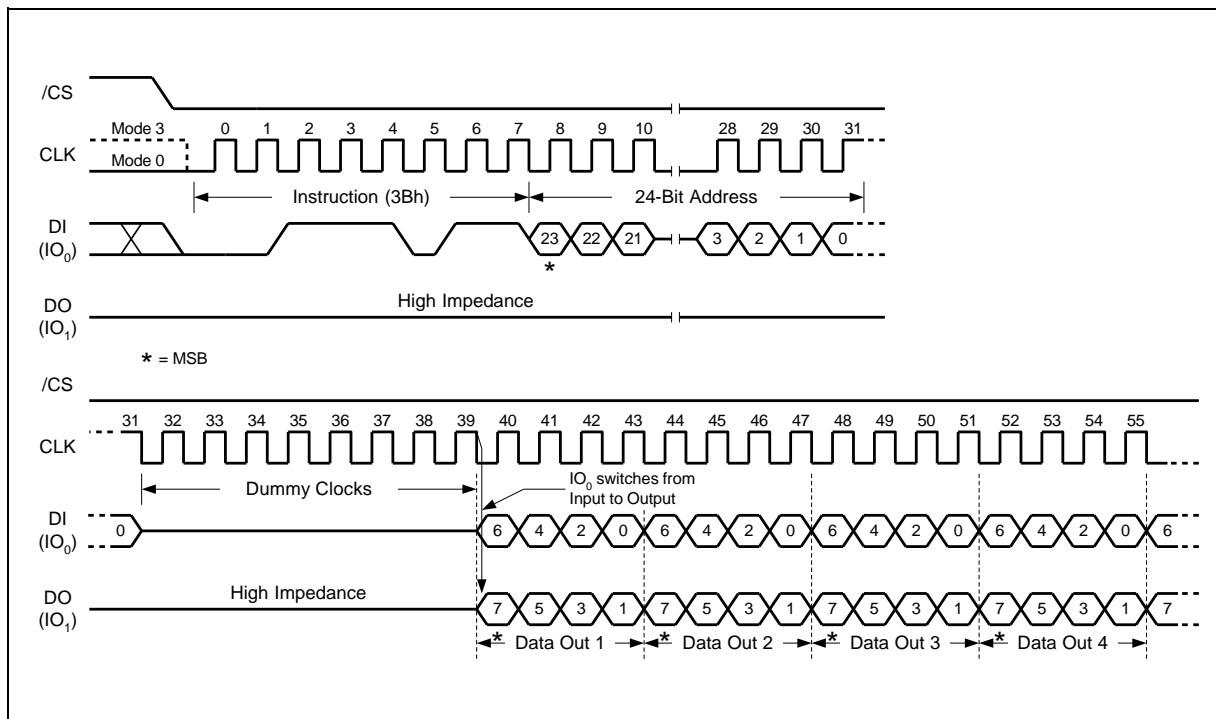 /CS
Mode 3 0 1 2 3 4 5 6 7 8 9 10 28 29 30 31
CLK
Mode 0
Instruction (3Bh) 24-Bit Address
DI
(IO0) 23 22 21 3 2 1 0
*
High Impedance
DO
(IO1)
* = MSB
/CS
31 32 33 34 35 36 37 38 39 40 41 42 43 44 45 46 47 48 49 50 51 52 53 54 55
CLK
Dummy Clocks
IO0 switches from
Input to Output
DI
(IO0) 0 6 4 2 0 6 4 2 0 6 4 2 0 6 4 2 0 6
High Impedance
DO
(IO1) 7 5 3 1 7 5 3 1 7 5 3 1 7 5 3 1 7
* Data Out 1 * Data Out 2 * Data Out 3 * Data Out 4